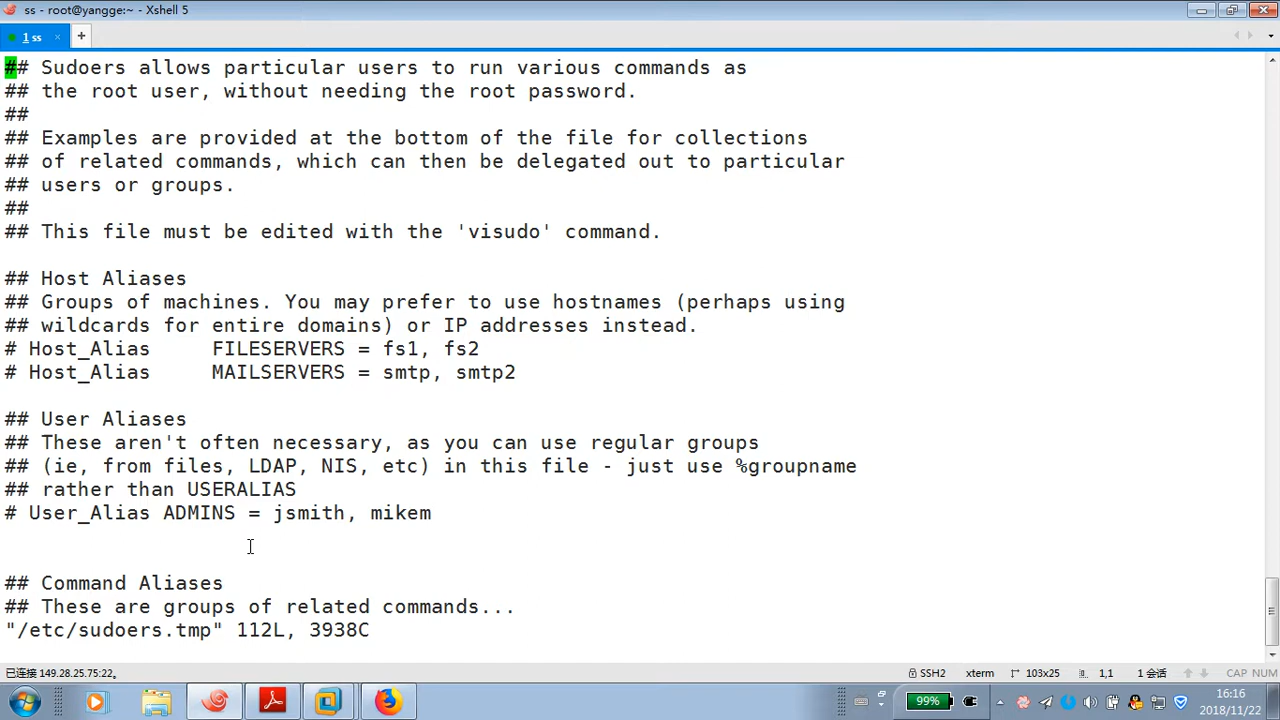 ss - root@yangge:~ - Xshell 5
1 ss × +
## Sudoers allows particular users to run various commands as
## the root user, without needing the root password.
##
## Examples are provided at the bottom of the file for collections
## of related commands, which can then be delegated out to particular
## users or groups.
##
## This file must be edited with the 'visudo' command.
## Host Aliases
## Groups of machines. You may prefer to use hostnames (perhaps using
## wildcards for entire domains) or IP addresses instead.
# Host_Alias     FILESERVERS = fs1, fs2
# Host_Alias     MAILSERVERS = smtp, smtp2
## User Aliases
## These aren't often necessary, as you can use regular groups
## (ie, from files, LDAP, NIS, etc) in this file - just use %groupname
## rather than USERALIAS
# User_Alias ADMINS = jsmith, mikem
## Command Aliases
## These are groups of related commands...
"/etc/sudoers.tmp" 112L, 3938C
已连接 149.28.25.75:22。 SSH2 xterm 103x25 1,1 1 会话 CAP NUM
99% 16:16
2018/11/22